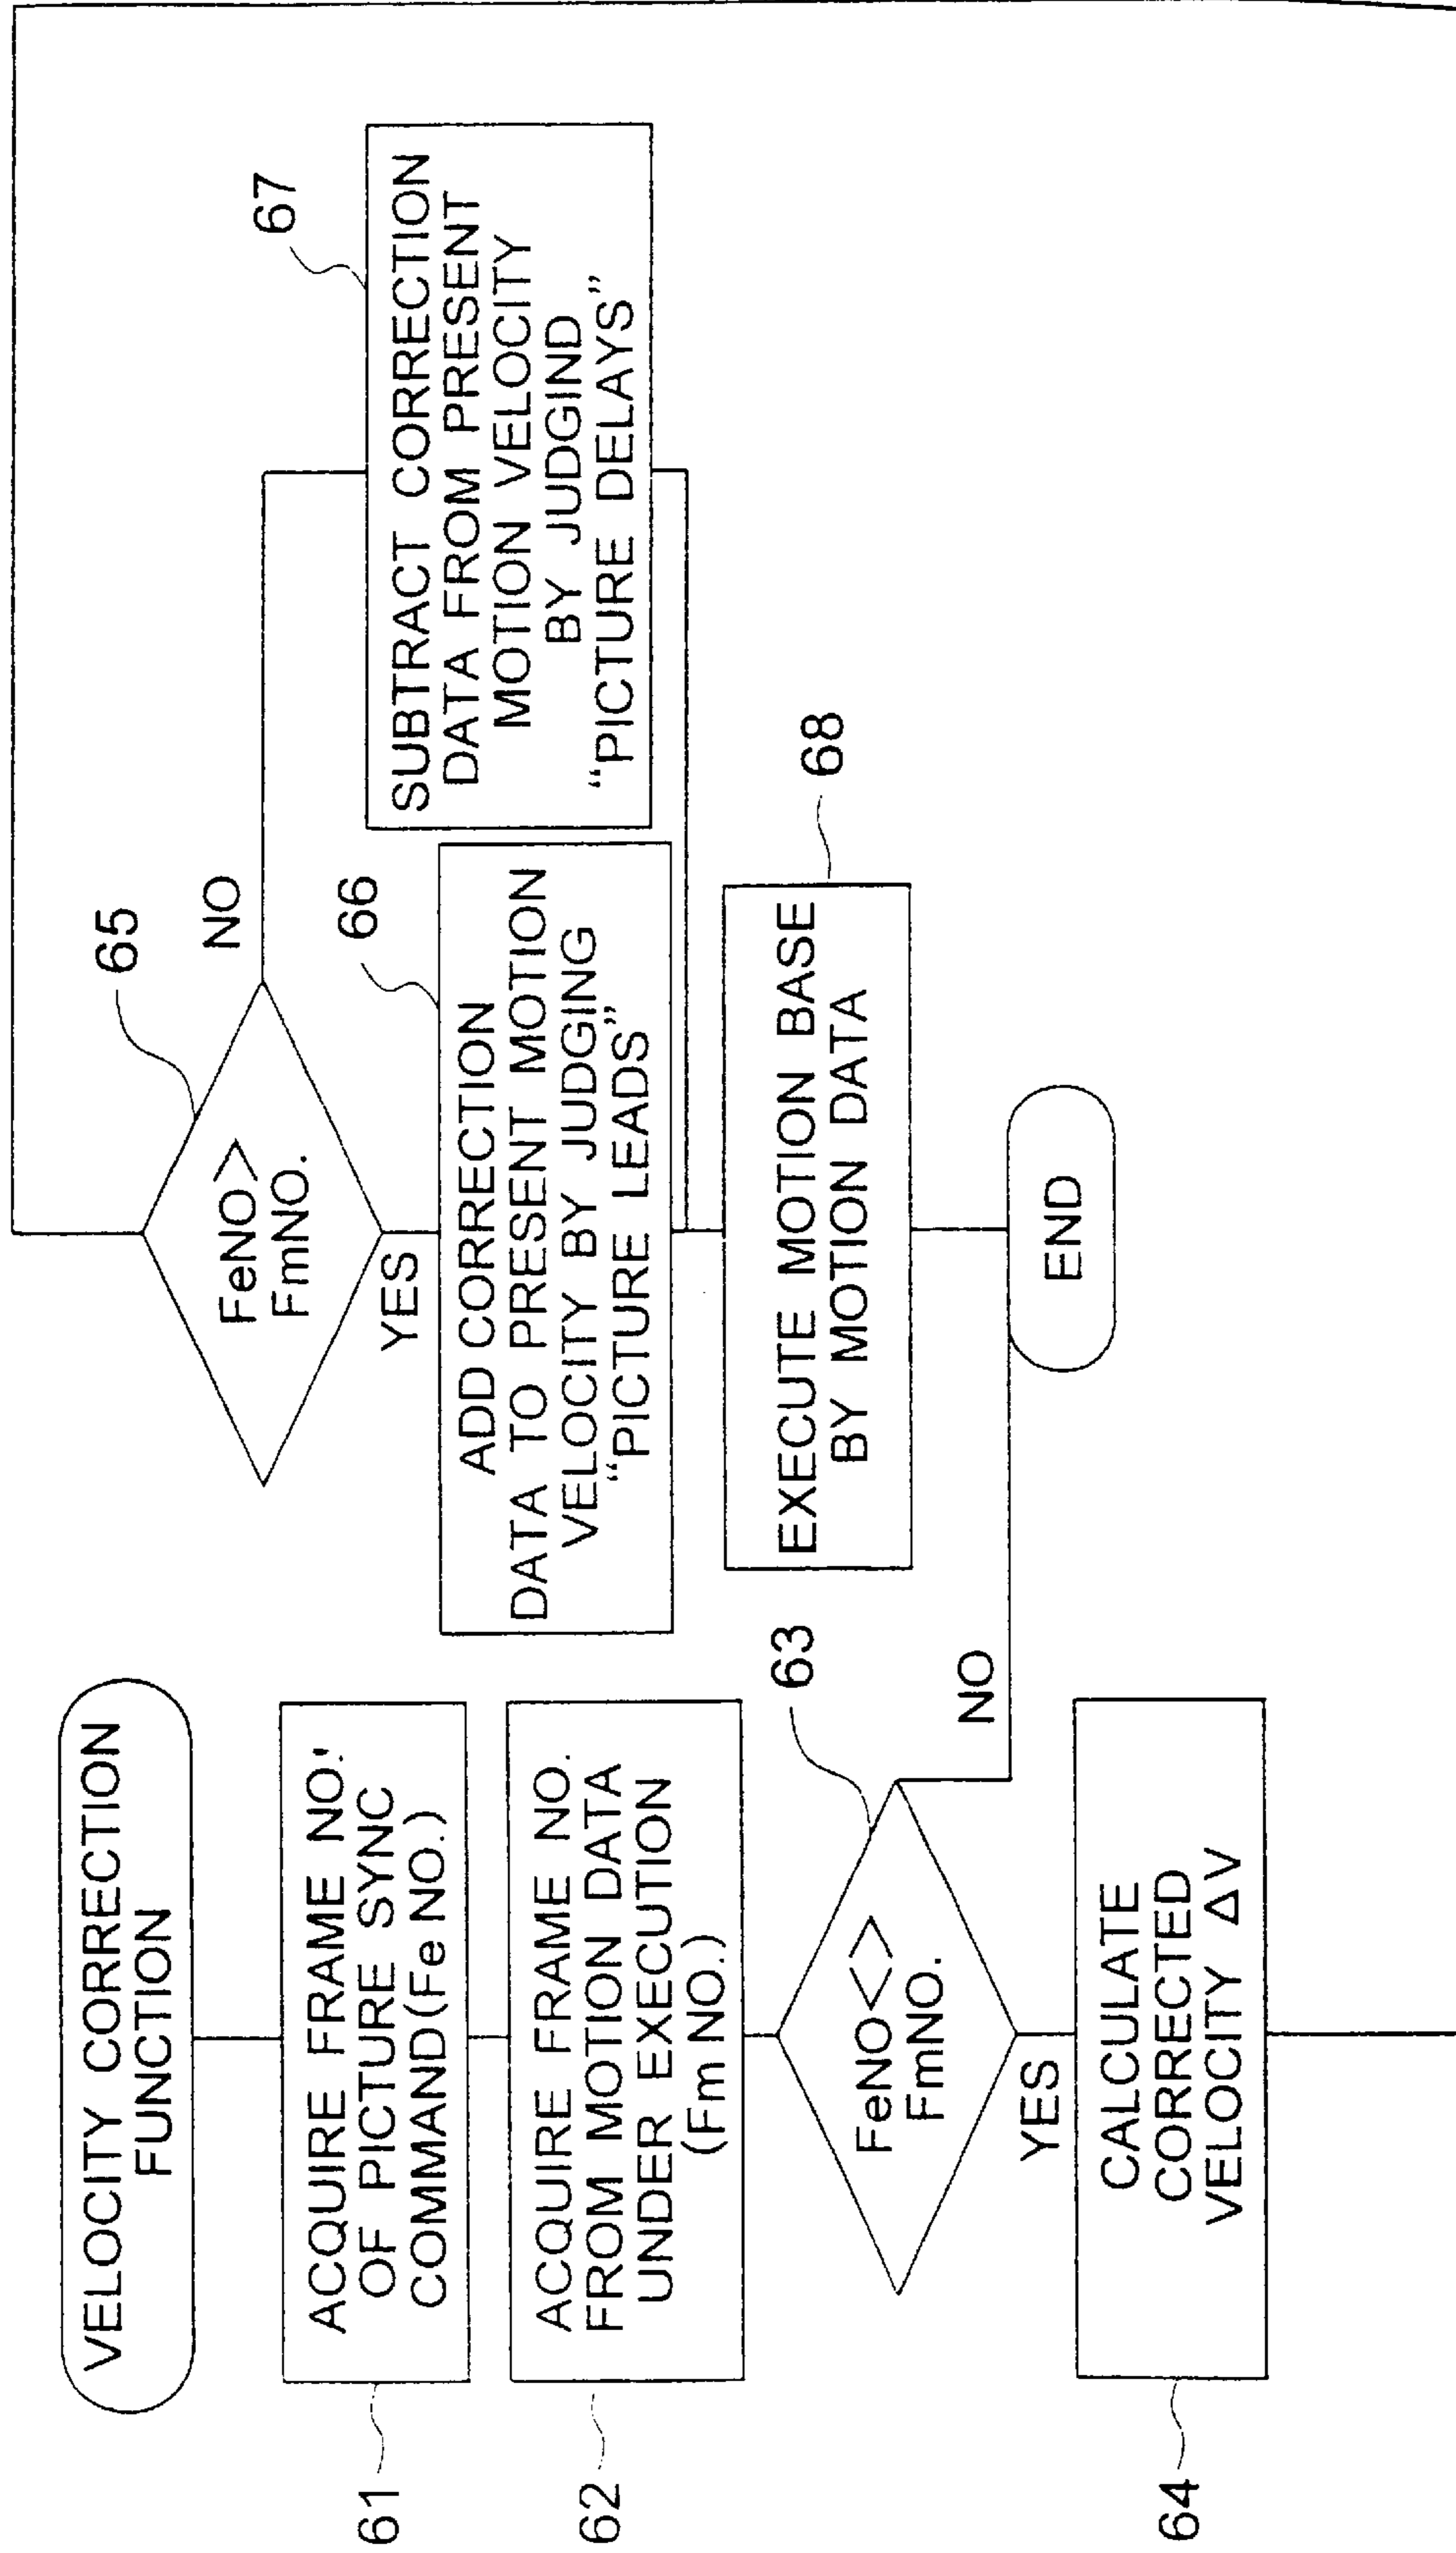 VELOCITY CORRECTION
FUNCTION
61
ACQUIRE FRAME NO.
OF PICTURE SYNC
COMMAND(Fe NO.)
62
ACQUIRE FRAME NO.
FROM MOTION DATA
UNDER EXECUTION
(Fm NO.)
63
FeNO<>
FmNO.
NO
YES
64
CALCULATE
CORRECTED
VELOCITY ΔV
65
FeNO>
FmNO.
NO
YES
66
ADD CORRECTION
DATA TO PRESENT MOTION
VELOCITY BY JUDGING
“PICTURE LEADS”
67
SUBTRACT CORRECTION
DATA FROM PRESENT
MOTION VELOCITY
BY JUDGIND
“PICTURE DELAYS”
68
EXECUTE MOTION BASE
BY MOTION DATA
END